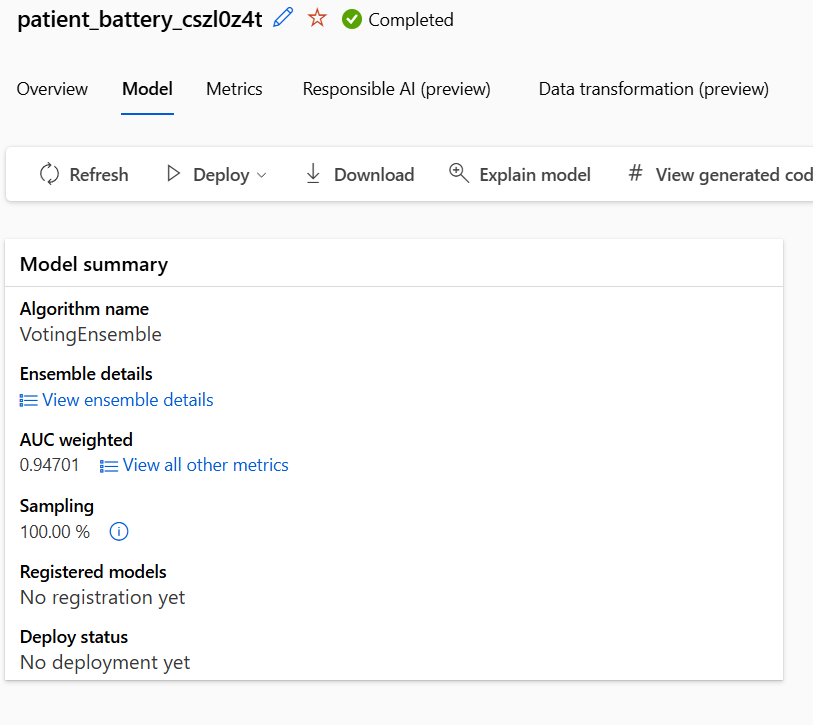 patient_battery_cszl0z4t Completed
Overview Model Metrics Responsible AI (preview) Data transformation (preview)
Refresh Deploy Download Explain model # View generated cod
Model summary
Algorithm name
VotingEnsemble
Ensemble details
View ensemble details
AUC weighted
0.94701 View all other metrics
Sampling
100.00 %
Registered models
No registration yet
Deploy status
No deployment yet